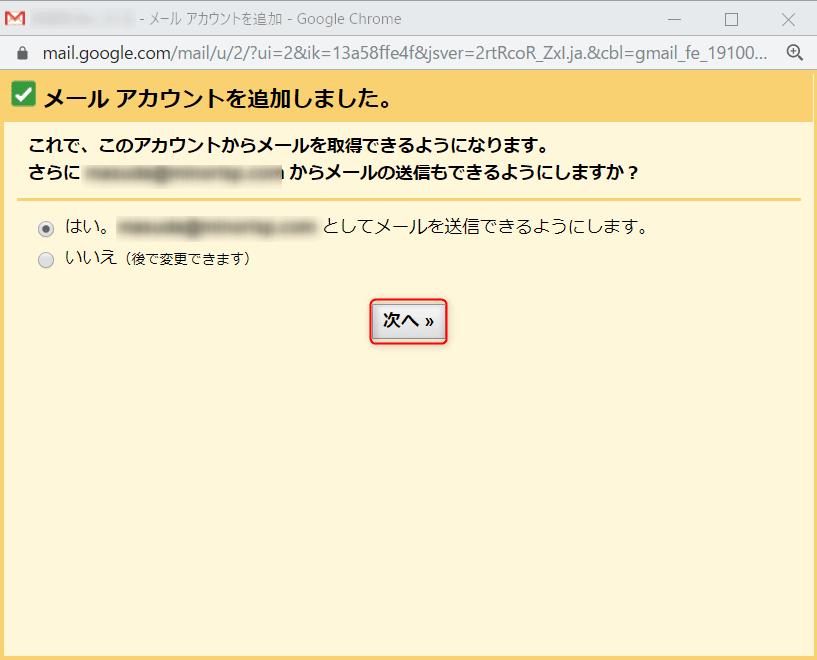 - メール アカウントを追加 - Google Chrome
mail.google.com/mail/u/2/?ui=2&ik=13a58ffe4f&jsver=2rtRcoR_ZxI.ja.&cbl=gmail_fe_19100...
メール アカウントを追加しました。
これで、このアカウントからメールを取得できるようになります。
さらに からメールの送信もできるようにしますか？
はい。 としてメールを送信できるようにします。
いいえ（後で変更できます）
次へ »